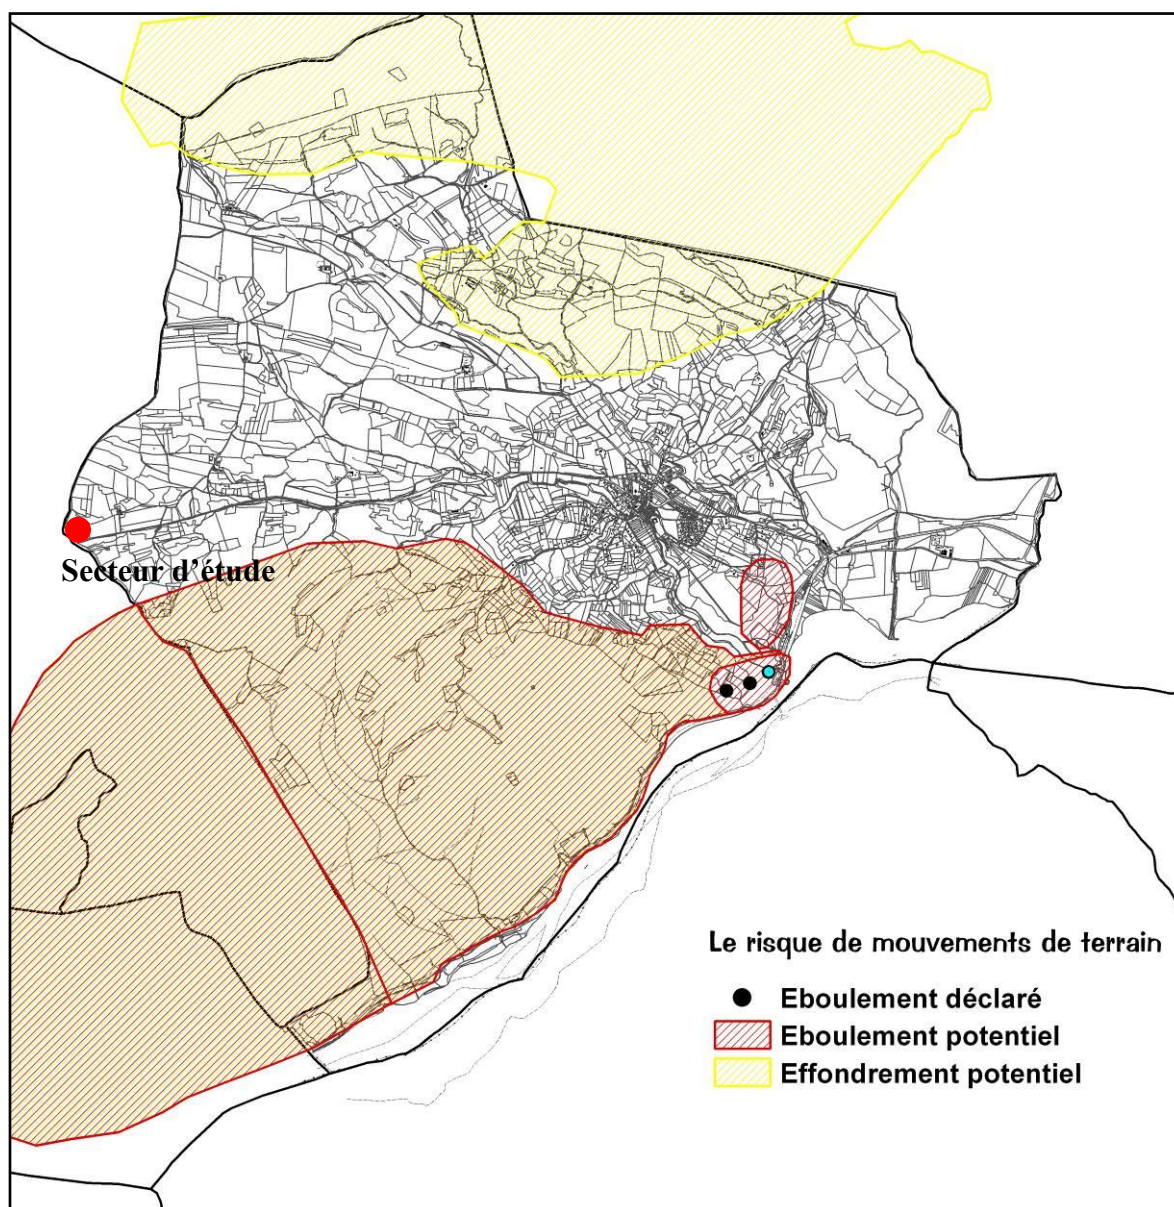 Secteur d'étude
Le risque de mouvements de terrain
Eboulement déclaré
Eboulement potentiel
Effondrement potentiel